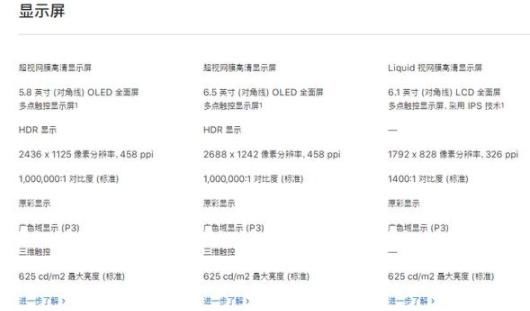 显示屏
超视网膜高清显示屏
5.8 英寸 (对角线) OLED 全面屏
多点触控显示屏1
HDR 显示
2436 x 1125 像素分辨率, 458 ppi
1,000,000:1 对比度 (标准)
原彩显示
广色域显示 (P3)
三维触控
625 cd/m2 最大亮度 (标准)
进一步了解 ›
超视网膜高清显示屏
6.5 英寸 (对角线) OLED 全面屏
多点触控显示屏1
HDR 显示
2688 x 1242 像素分辨率, 458 ppi
1,000,000:1 对比度 (标准)
原彩显示
广色域显示 (P3)
三维触控
625 cd/m2 最大亮度 (标准)
进一步了解 ›
Liquid 视网膜高清显示屏
6.1 英寸 (对角线) LCD 全面屏
多点触控显示屏, 采用 IPS 技术1
—
1792 x 828 像素分辨率, 326 ppi
1400:1 对比度 (标准)
原彩显示
广色域显示 (P3)
—
625 cd/m2 最大亮度 (标准)
进一步了解 ›